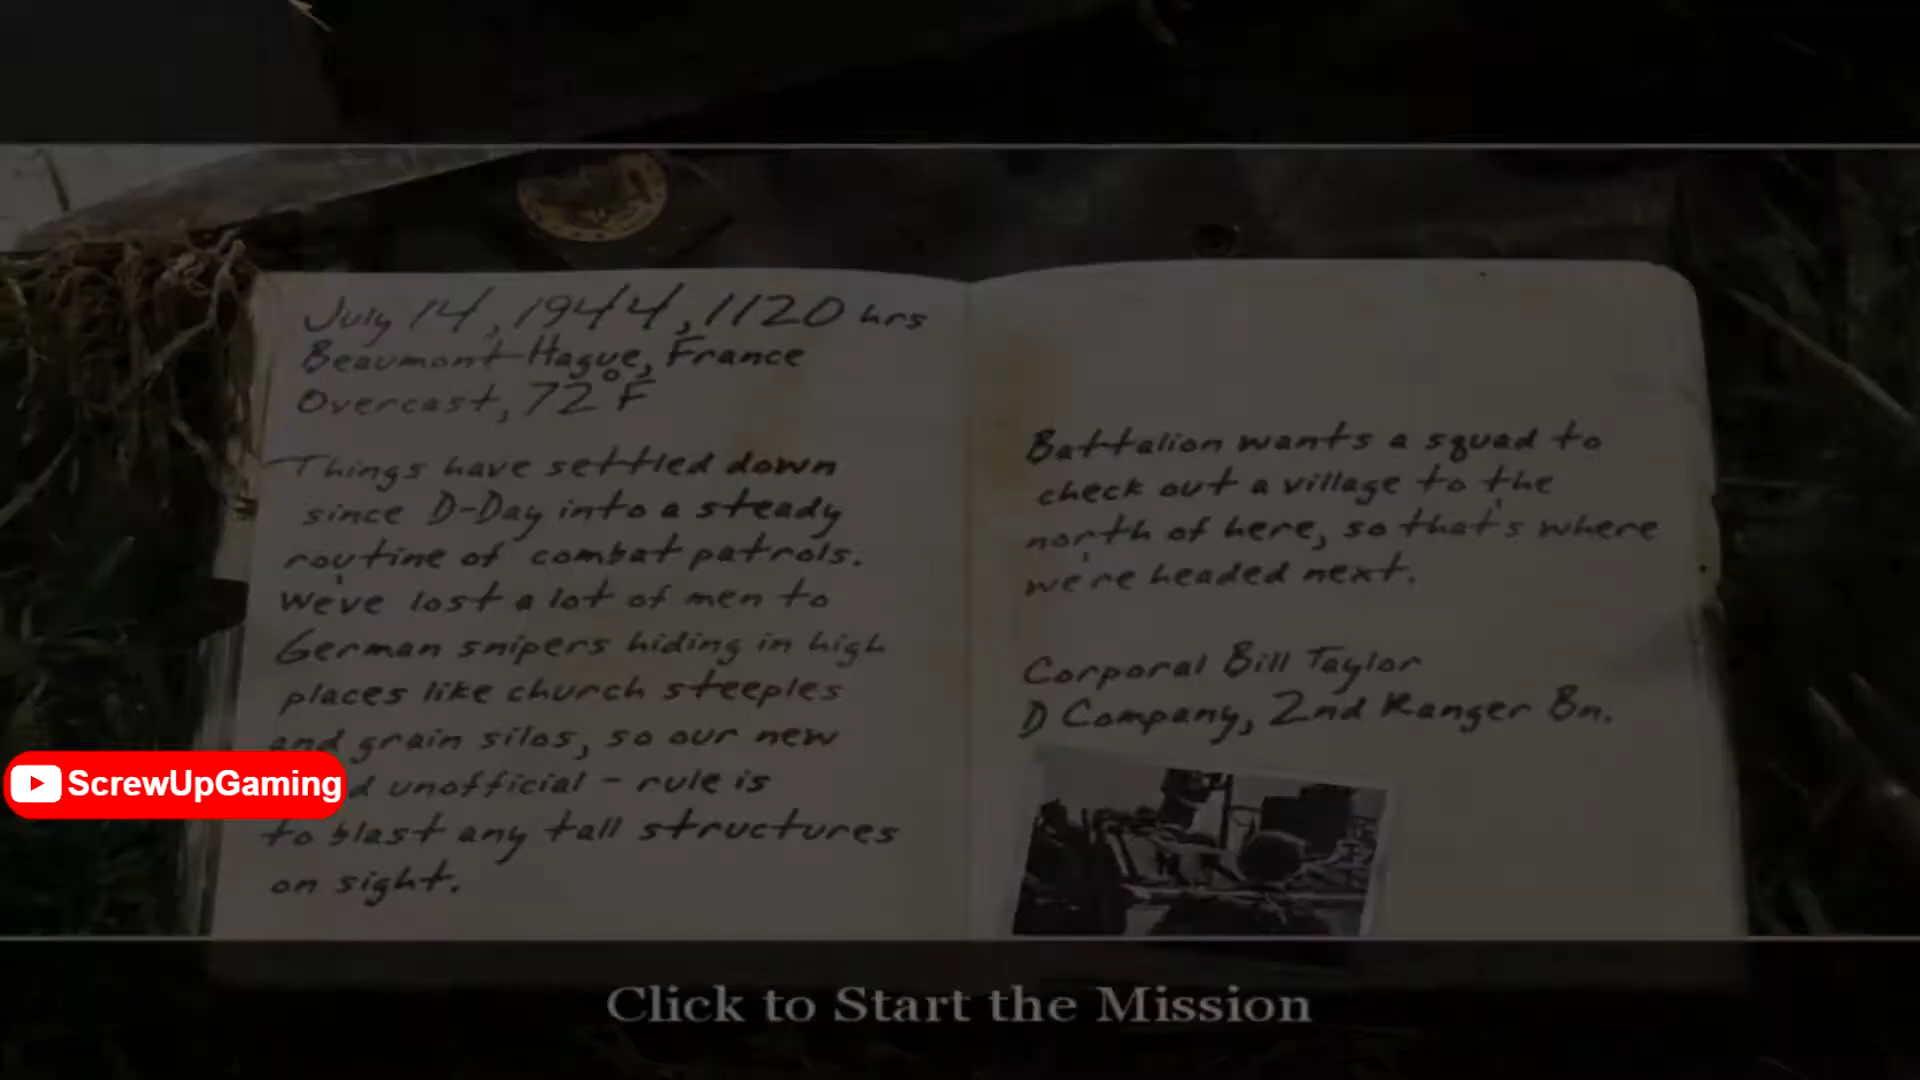 July 14, 1944, 1120 hrs
Beaumont-Hague, France
Overcast, 72°F
Things have settled down
since D-Day into a steady
routine of combat patrols.
We've lost a lot of men to
German snipers hiding in high
places like church steeples
and grain silos, so our new
unofficial - rule is
to blast any tall structures
on sight.
Battalion wants a squad to
check out a village to the
north of here, so that's where
we're headed next.
Corporal Bill Taylor
D Company, 2nd Ranger Bn.
ScrewUpGaming
Click to Start the Mission